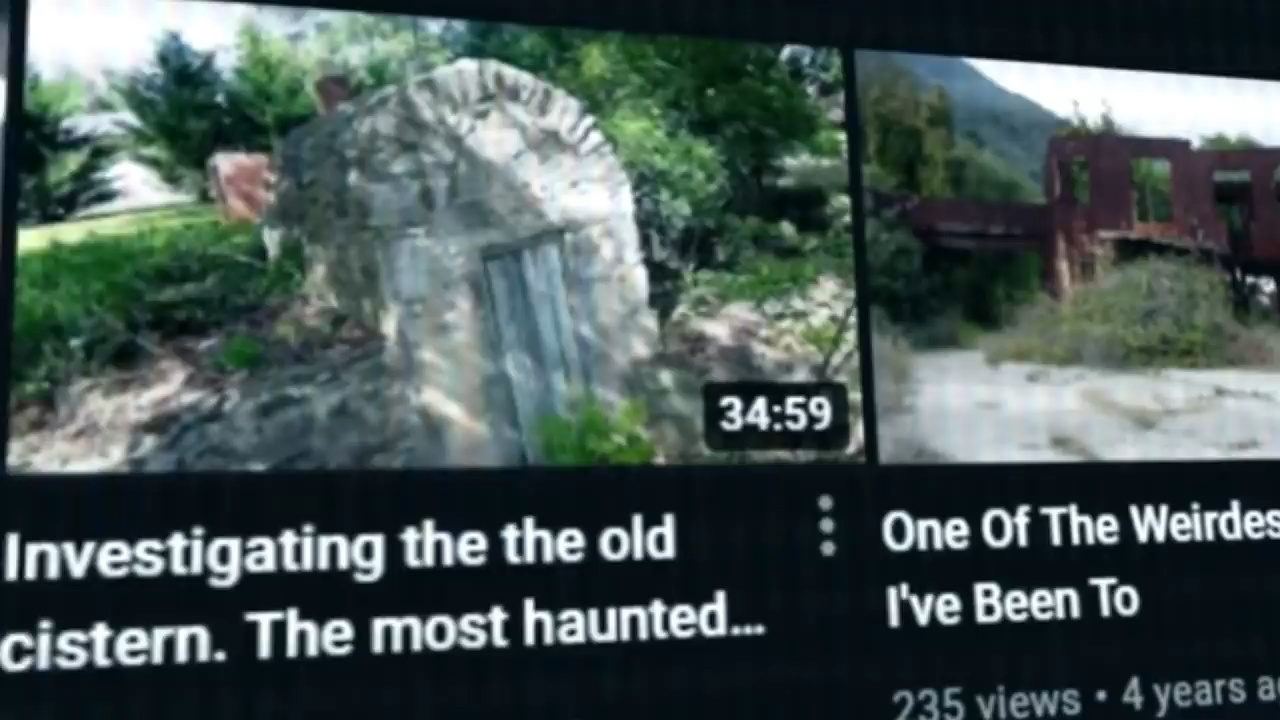 34:59
Investigating the the old
cistern. The most haunted...
One Of The Weirdes
I've Been To
235 views • 4 years a